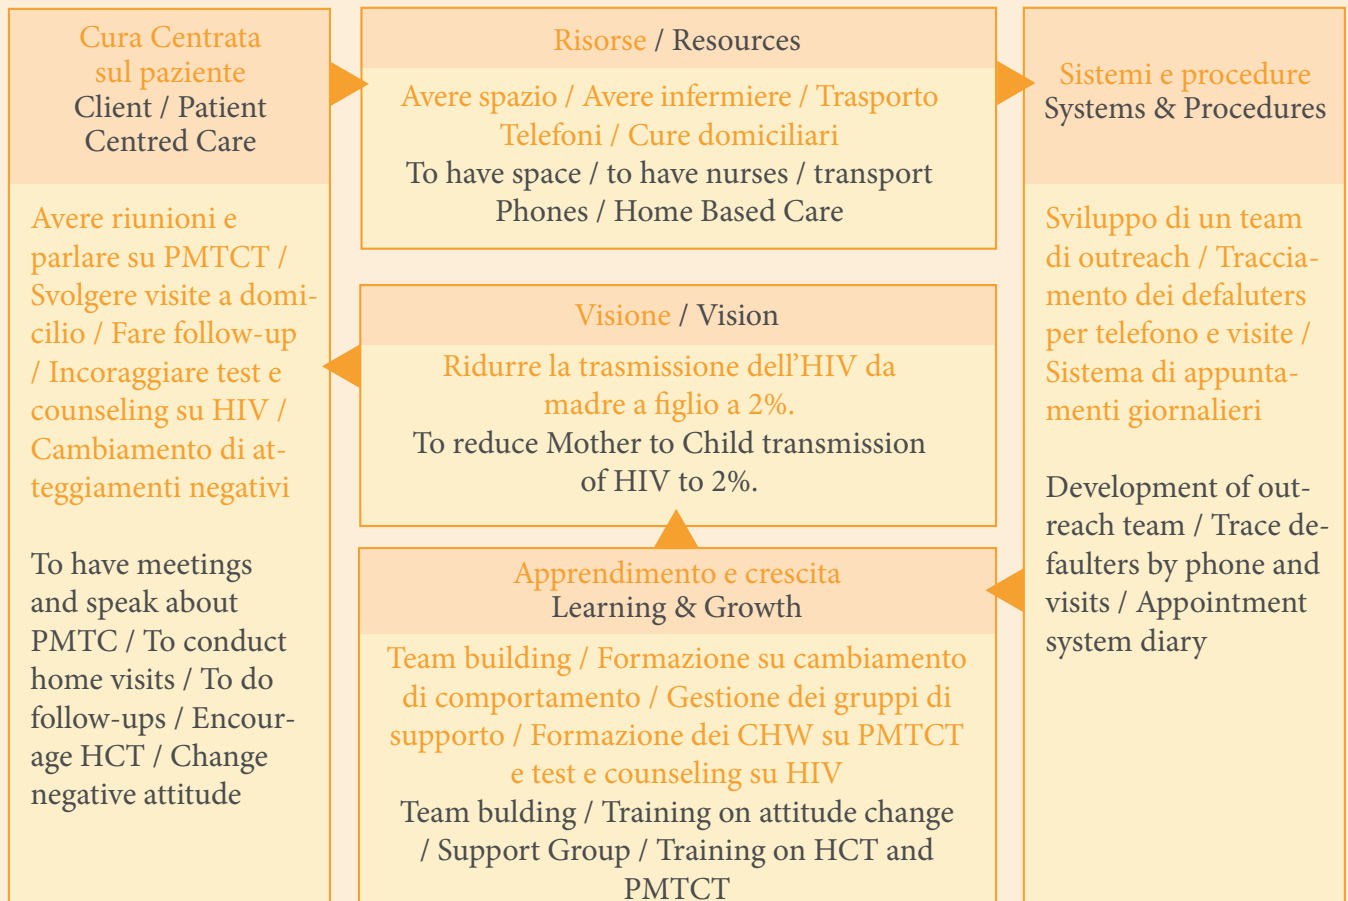 Cura Centrata
sul paziente
Client / Patient
Centred Care
Avere riunioni e
parlare su PMTCT /
Svolgere visite a domi-
cilio / Fare follow-up
/ Incoraggiare test e
counseling su HIV /
Cambiamento di at-
teggiamenti negativi
To have meetings
and speak about
PMTC / To conduct
home visits / To do
follow-ups / Encour-
age HCT / Change
negative attitude
Risorse / Resources
Avere spazio / Avere infermiere / Trasporto
Telefoni / Cure domiciliari
To have space / to have nurses / transport
Phones / Home Based Care
Visione / Vision
Ridurre la trasmissione dell’HIV da
madre a figlio a 2%.
To reduce Mother to Child transmission
of HIV to 2%.
Apprendimento e crescita
Learning & Growth
Team building / Formazione su cambiamento
di comportamento / Gestione dei gruppi di
supporto / Formazione dei CHW su PMTCT
e test e counseling su HIV
Team bulding / Training on attitude change
/ Support Group / Training on HCT and
PMTCT
Sistemi e procedure
Systems & Procedures
Sviluppo di un team
di outreach / Traccia-
mento dei defaluters
per telefono e visite /
Sistema di appunta-
menti giornalieri
Development of out-
reach team / Trace de-
faulters by phone and
visits / Appointment
system diary